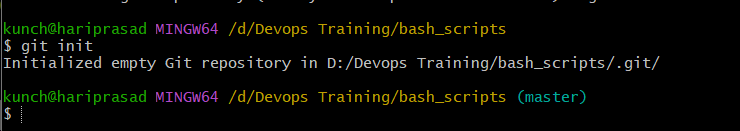 kunch@hariprasad MINGW64 /d/Devops Training/bash_scripts
$ git init
Initialized empty Git repository in D:/Devops Training/bash_scripts/.git/
kunch@hariprasad MINGW64 /d/Devops Training/bash_scripts (master)
$